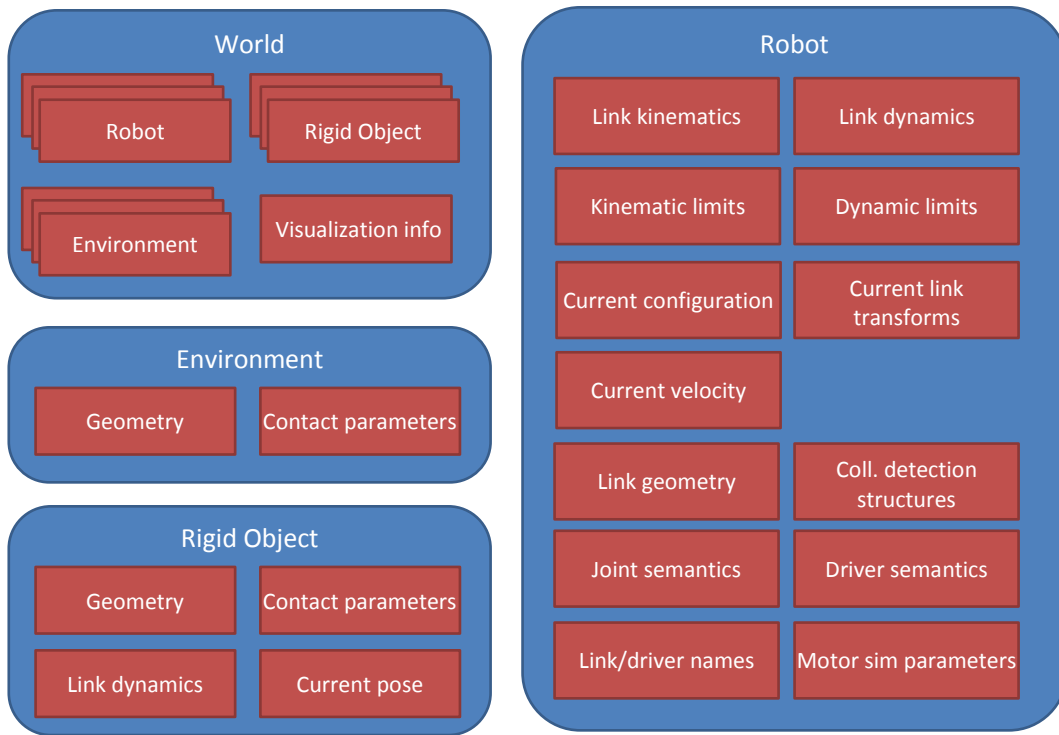 World
Robot
Rigid Object
Environment
Visualization info
Environment
Geometry
Contact parameters
Rigid Object
Geometry
Contact parameters
Link dynamics
Current pose
Robot
Link kinematics
Link dynamics
Kinematic limits
Dynamic limits
Current configuration
Current link
transforms
Current velocity
Link geometry
Coll. detection
structures
Joint semantics
Driver semantics
Link/driver names
Motor sim parameters